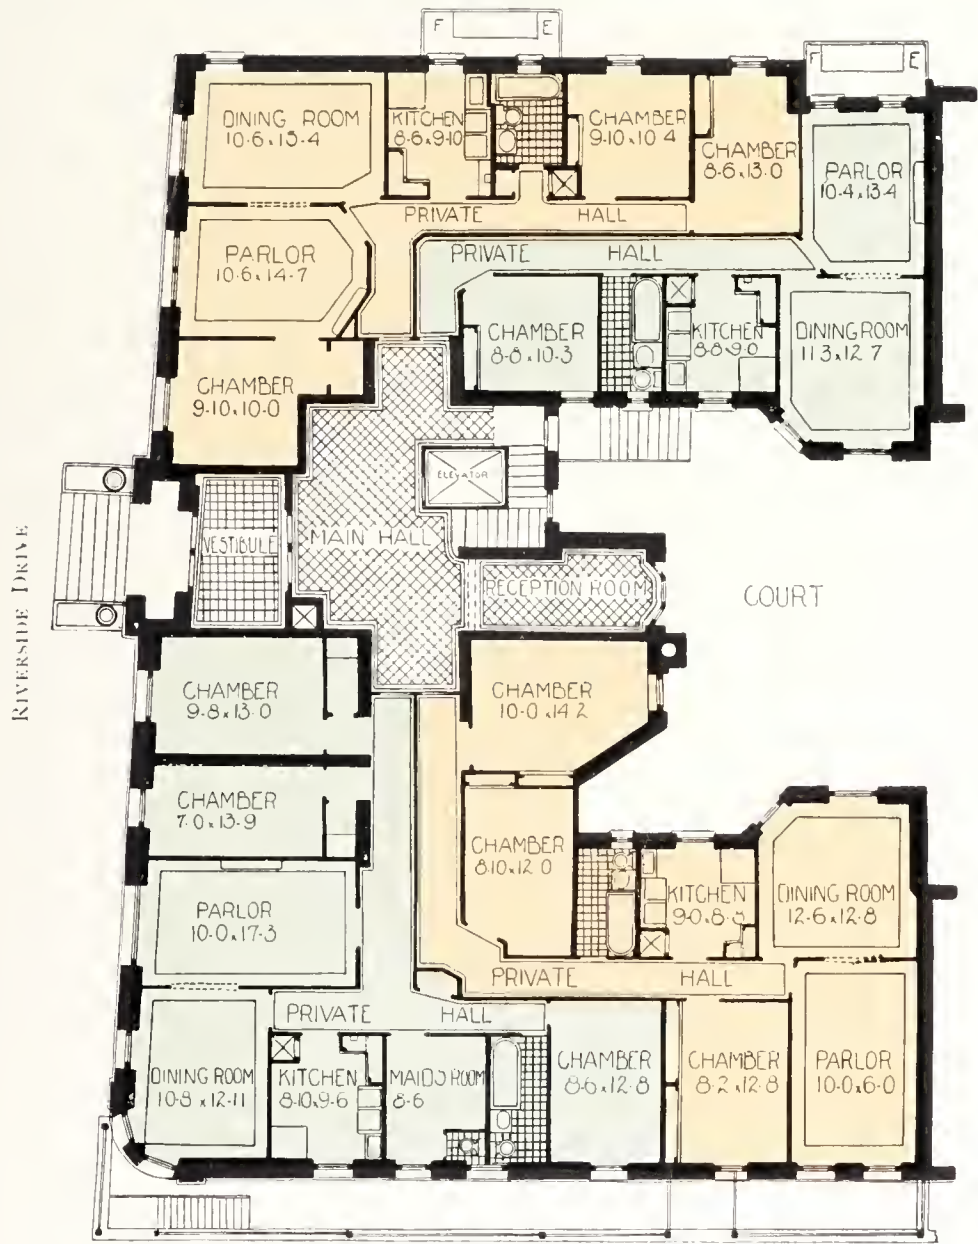 F E
F E
DINING ROOM
10-6 x 13-4
KITCHEN
8-6 x 9-10
CHAMBER
9-10 x 10 4
CHAMBER
8-6 x 13-0
PARLOR
10-4 x 13-4
PRIVATE HALL
PARLOR
10-6 x 14-7
PRIVATE HALL
CHAMBER
8-8 x 10-3
KITCHEN
8-8 x 9-0
DINING ROOM
11 3 x 12 7
CHAMBER
9-10 x 10-0
ELEVATOR
VESTIBULE
MAIN HALL
RECEPTION ROOM
COURT
RIVERSIDE DRIVE
CHAMBER
9-8 x 13-0
CHAMBER
10-0 x 14 2
CHAMBER
7-0 x 13-9
CHAMBER
8-10 x 12 0
PARLOR
10-0 x 17-3
KITCHEN
DINING ROOM
12-6 x 12-8
PRIVATE HALL
PRIVATE HALL
DINING ROOM
10-8 x 12-11
KITCHEN
8-10 x 9-6
MAIDS ROOM
8-6
CHAMBER
8-6 x 12-8
CHAMBER
8-2 x 12-8
PARLOR
10-0 x 6-0